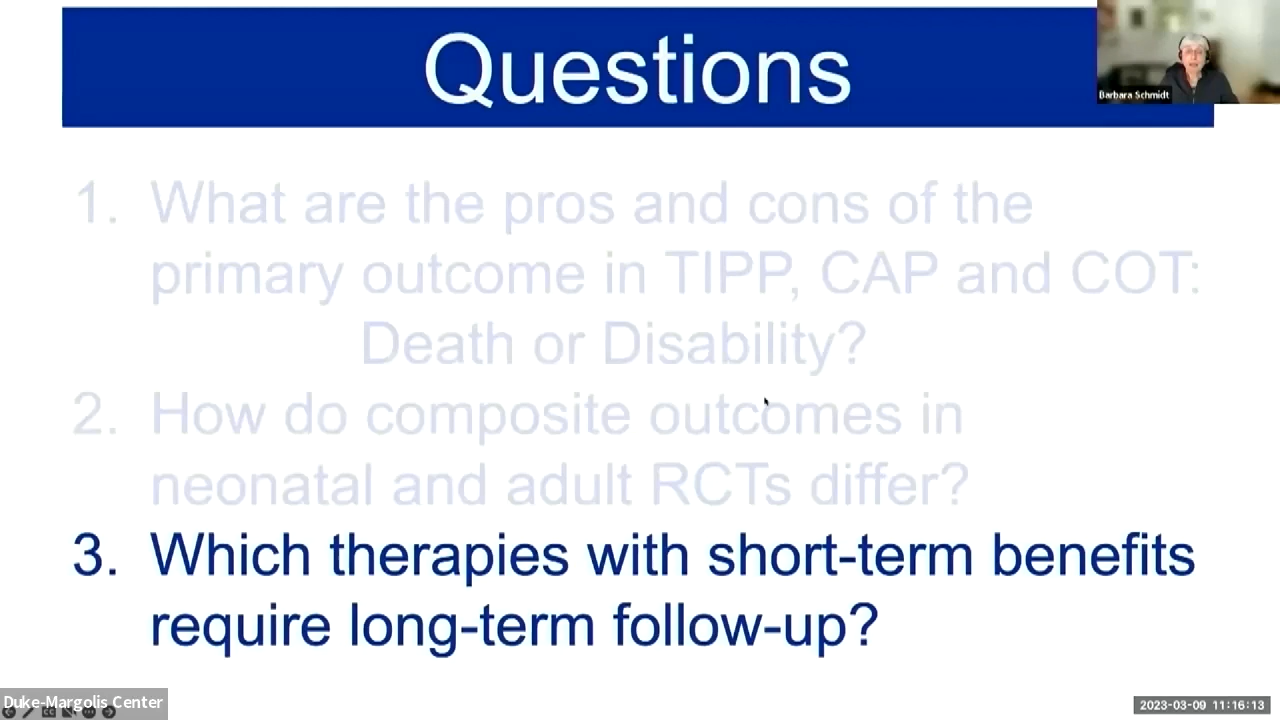 Questions
Barbara Schmidt
1. What are the pros and cons of the
primary outcome in TIPP, CAP and COT:
Death or Disability?
2. How do composite outcomes in
neonatal and adult RCTs differ?
3. Which therapies with short-term benefits
require long-term follow-up?
Duke-Margolis Center
2023-03-09 11:16:13